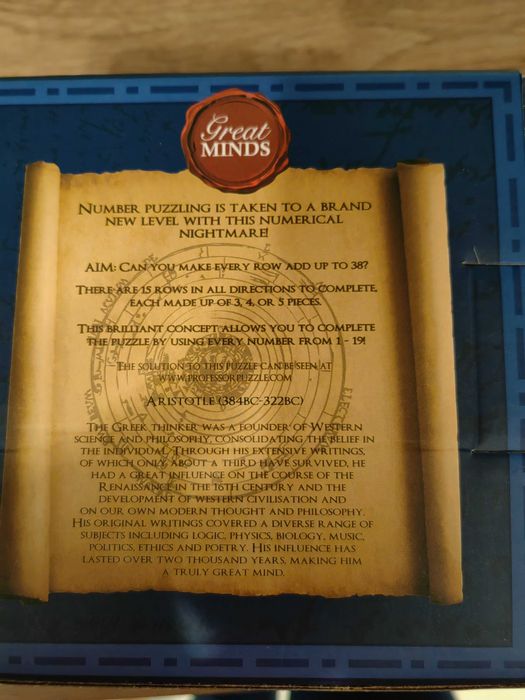 Great
MINDS
NUMBER PUZZLING IS TAKEN TO A BRAND
NEW LEVEL WITH THIS NUMERICAL
NIGHTMARE!
AIM: CAN YOU MAKE EVERY ROW ADD UP TO 38?
THERE ARE 15 ROWS IN ALL DIRECTIONS TO COMPLETE,
EACH MADE UP OF 3, 4, OR 5 PIECES.
THIS BRILLIANT CONCEPT ALLOWS YOU TO COMPLETE
THE PUZZLE BY USING EVERY NUMBER FROM 1 - 19!
THE SOLUTION TO THIS PUZZLE CAN BE SEEN AT
WWW.PROFESSORPUZZLE.COM
ARISTOTLE (384BC-322BC)
THE GREEK THINKER WAS A FOUNDER OF WESTERN
SCIENCE AND PHILOSOPHY, CONSOLIDATING THE BELIEF IN
THE INDIVIDUAL. THROUGH HIS EXTENSIVE WRITINGS,
OF WHICH ONLY ABOUT A THIRD HAVE SURVIVED, HE
HAD A GREAT INFLUENCE ON THE COURSE OF THE
RENAISSANCE IN THE 16TH CENTURY AND THE
DEVELOPMENT OF WESTERN CIVILISATION AND
ON OUR OWN MODERN THOUGHT AND PHILOSOPHY.
HIS ORIGINAL WRITINGS COVERED A DIVERSE RANGE OF
SUBJECTS INCLUDING LOGIC, PHYSICS, BIOLOGY, MUSIC,
POLITICS, ETHICS AND POETRY. HIS INFLUENCE HAS
LASTED OVER TWO THOUSAND YEARS, MAKING HIM
A TRULY GREAT MIND.